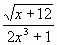 √(x + 12) / (2x³ + 1)